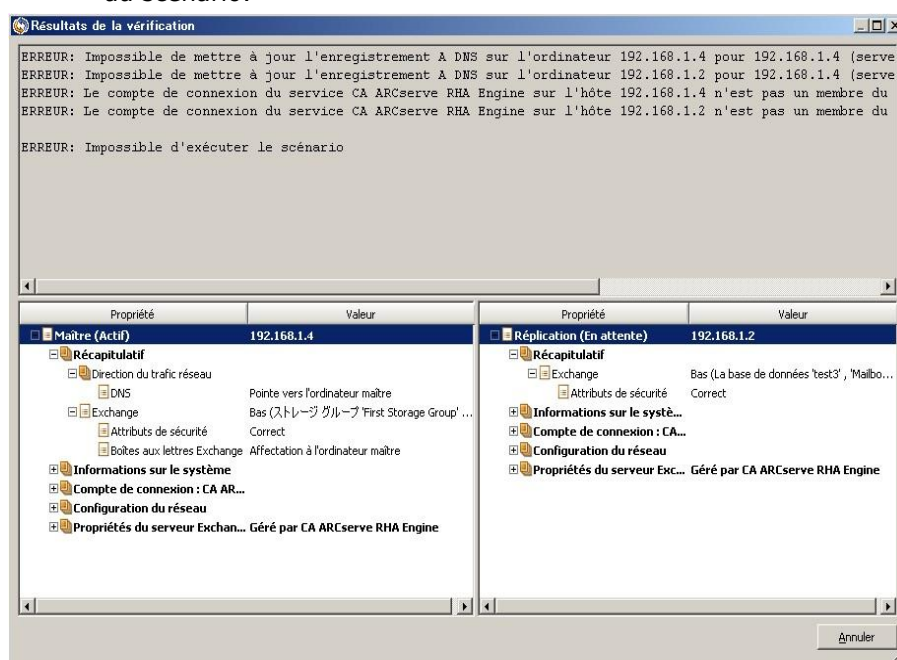 du scénario.
Résultats de la vérification
ERREUR: Impossible de mettre à jour l'enregistrement A DNS sur l'ordinateur 192.168.1.4 pour 192.168.1.4 (serve
ERREUR: Impossible de mettre à jour l'enregistrement A DNS sur l'ordinateur 192.168.1.2 pour 192.168.1.2 (serve
ERREUR: Le compte de connexion du service CA ARCserve RHA Engine sur l'hôte 192.168.1.4 n'est pas un membre du
ERREUR: Le compte de connexion du service CA ARCserve RHA Engine sur l'hôte 192.168.1.2 n'est pas un membre du
ERREUR: Impossible d'exécuter le scénario
Propriété Valeur
Maître (Actif) 192.168.1.4
Récapitulatif
Direction du trafic réseau
DNS Pointe vers l'ordinateur maître
Exchange Bas (ストレージ グループ 'First Storage Group' ...
Attributs de sécurité Correct
Boîtes aux lettres Exchange Affectation à l'ordinateur maître
Informations sur le système
Compte de connexion : CA AR...
Configuration du réseau
Propriétés du serveur Exchan... Géré par CA ARCserve RHA Engine
Propriété Valeur
Réplication (En attente) 192.168.1.2
Récapitulatif
Exchange Bas (La base de données 'test3' , 'Mailbo...
Attributs de sécurité Correct
Informations sur le systè...
Compte de connexion : CA...
Configuration du réseau
Propriétés du serveur Exc... Géré par CA ARCserve RHA Engine
Annuler